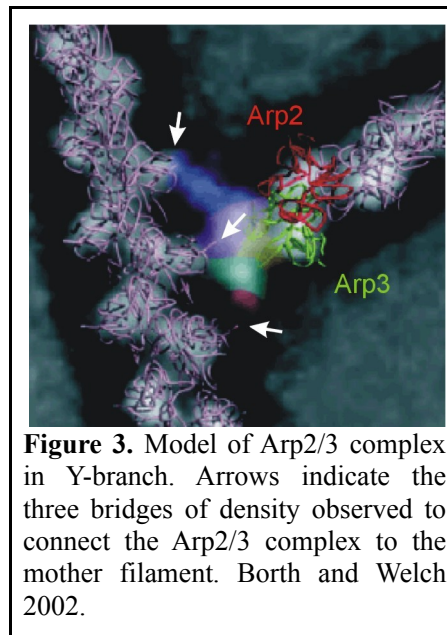 Arp2
Arp3
Figure 3. Model of Arp2/3 complex
in Y-branch. Arrows indicate the
three bridges of density observed to
connect the Arp2/3 complex to the
mother filament. Borth and Welch
2002.